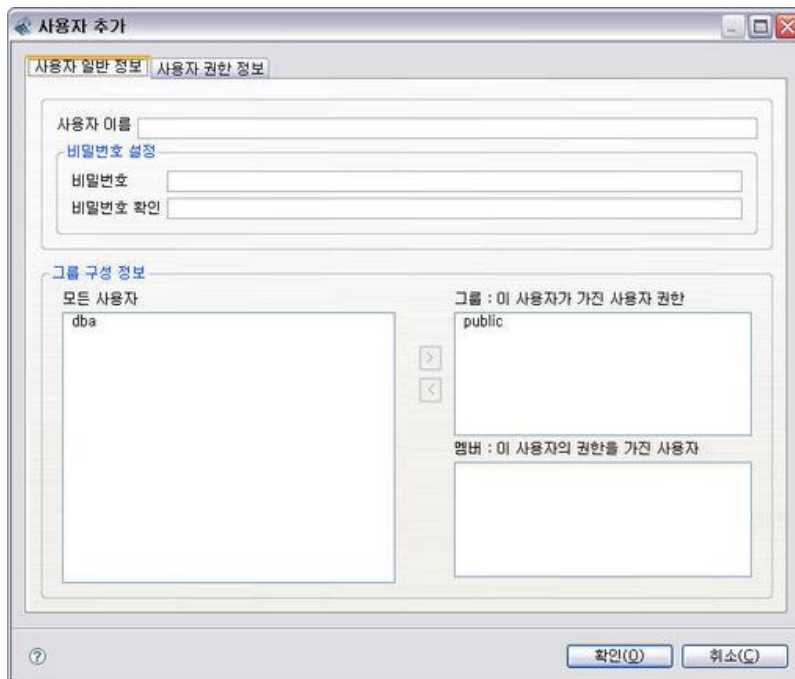 사용자 추가
사용자 일반 정보 사용자 권한 정보
사용자 이름
비밀번호 설정
비밀번호
비밀번호 확인
그룹 구성 정보
모든 사용자
dba
그룹 : 이 사용자가 가진 사용자 권한
public
>
<
멤버 : 이 사용자의 권한을 가진 사용자
?
확인(O) 취소(C)